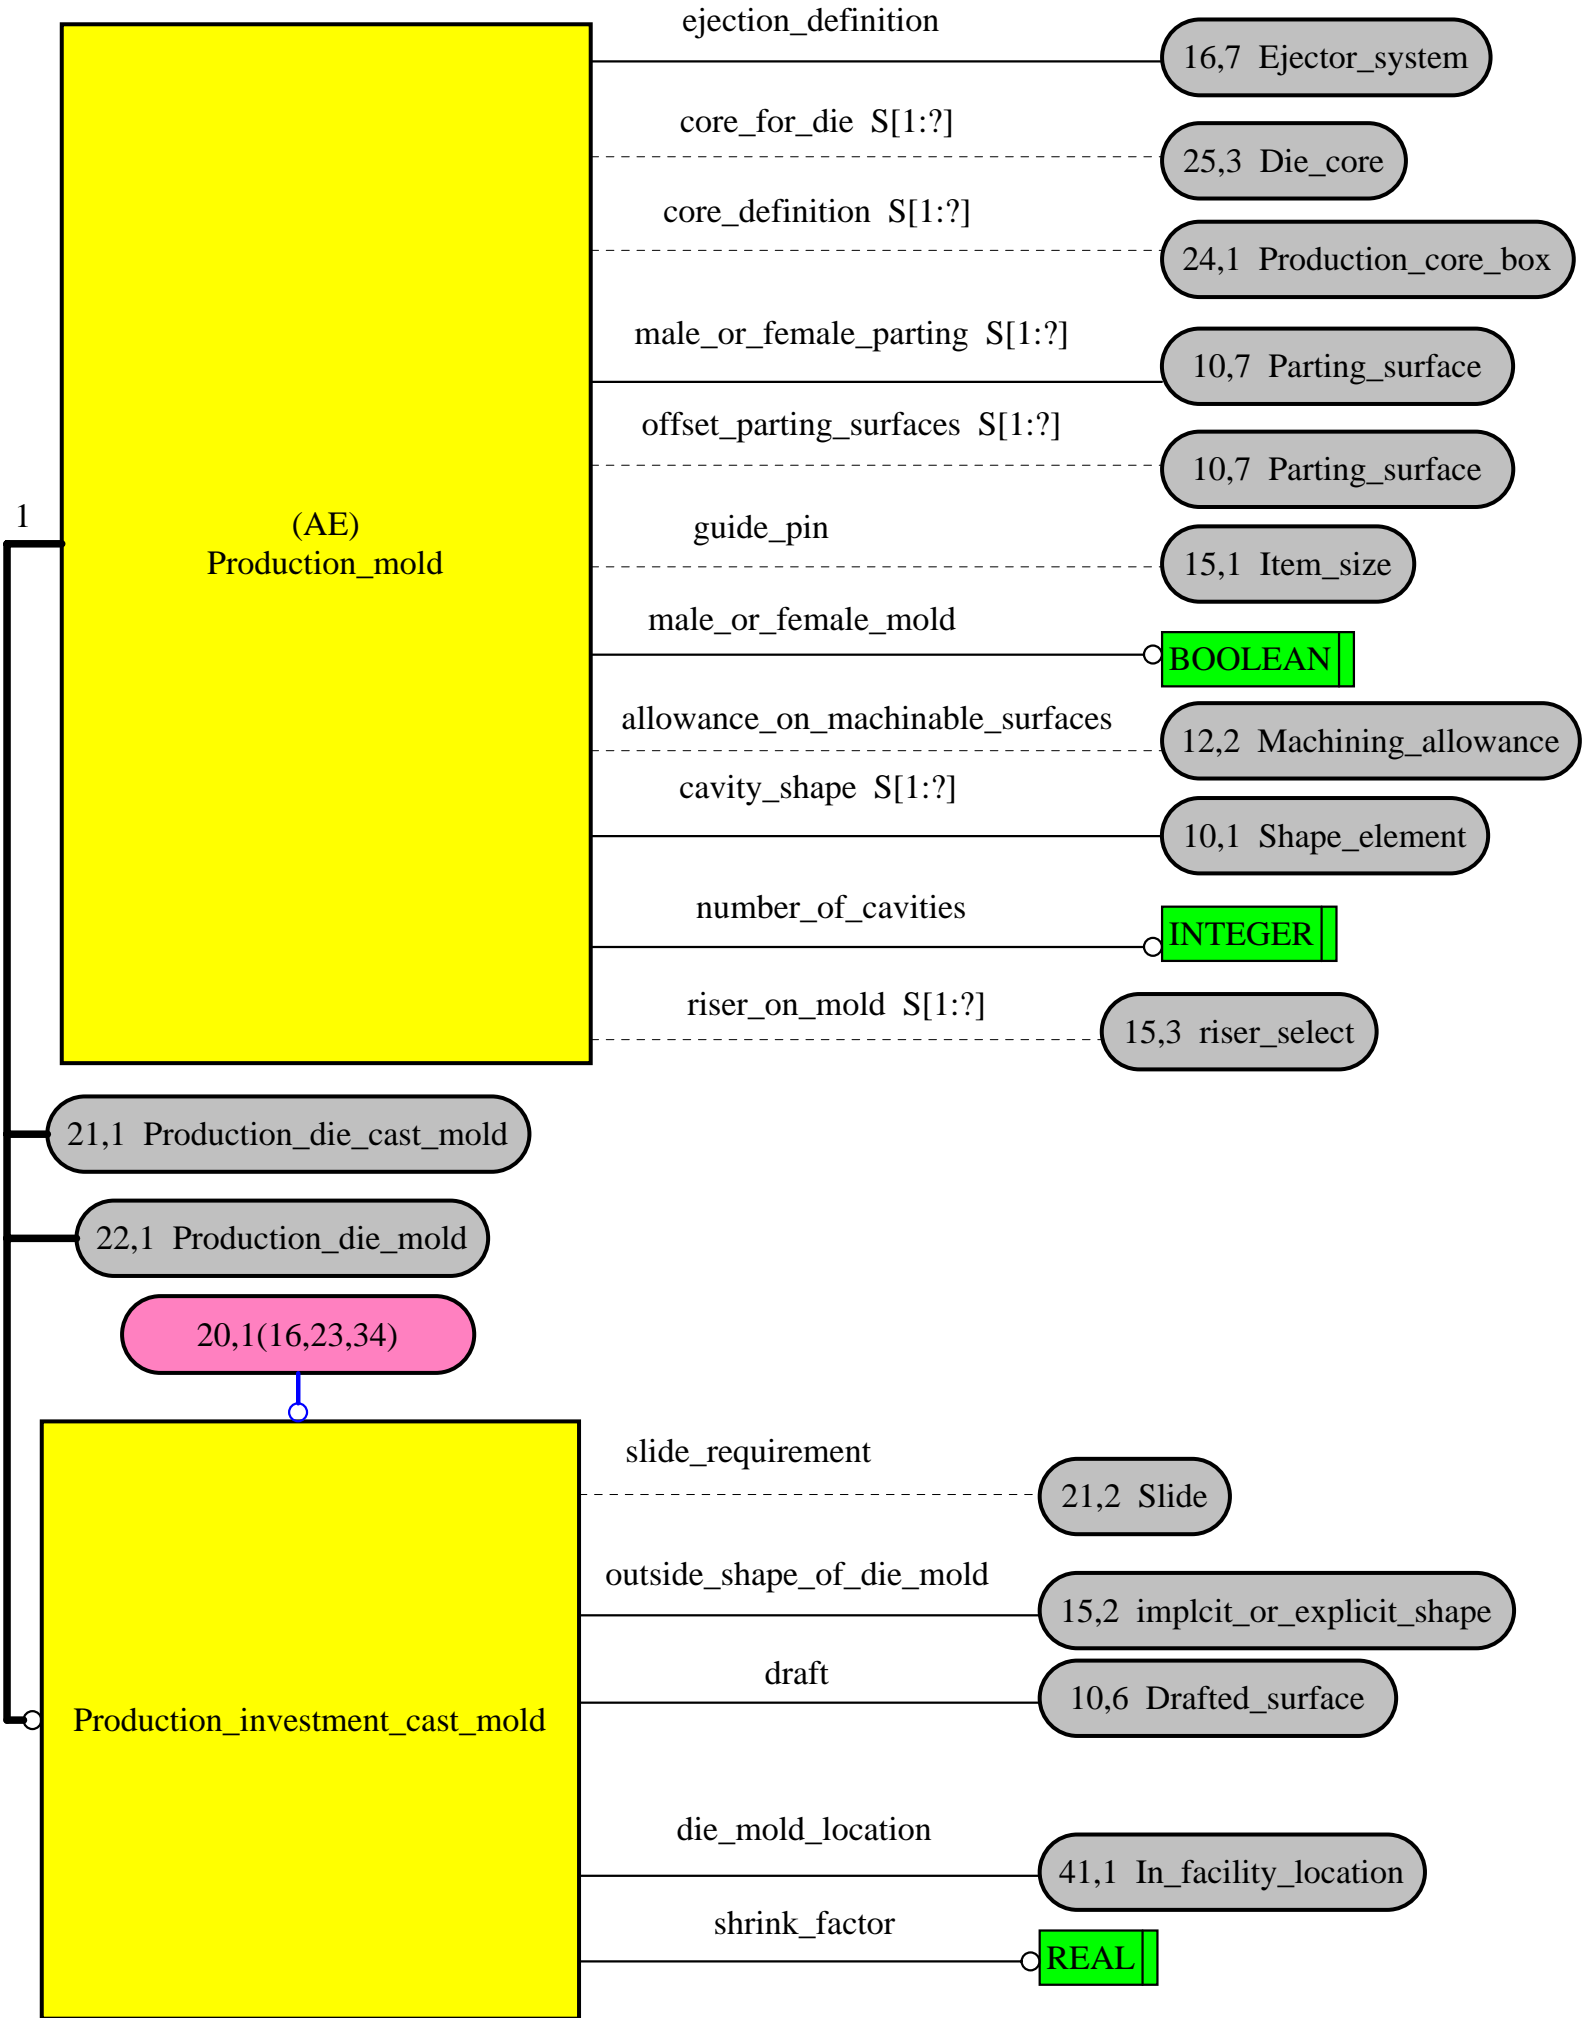 ejection_definition
16,7 Ejector_system
core_for_die S[1:?]
25,3 Die_core
core_definition S[1:?]
24,1 Production_core_box
male_or_female_parting S[1:?]
10,7 Parting_surface
offset_parting_surfaces S[1:?]
10,7 Parting_surface
1
(AE)
Production_mold
guide_pin
15,1 Item_size
male_or_female_mold
BOOLEAN
allowance_on_machinable_surfaces
12,2 Machining_allowance
cavity_shape S[1:?]
10,1 Shape_element
number_of_cavities
INTEGER
riser_on_mold S[1:?]
15,3 riser_select
21,1 Production_die_cast_mold
22,1 Production_die_mold
20,1(16,23,34)
slide_requirement
21,2 Slide
outside_shape_of_die_mold
15,2 implcit_or_explicit_shape
draft
10,6 Drafted_surface
Production_investment_cast_mold
die_mold_location
41,1 In_facility_location
shrink_factor
REAL